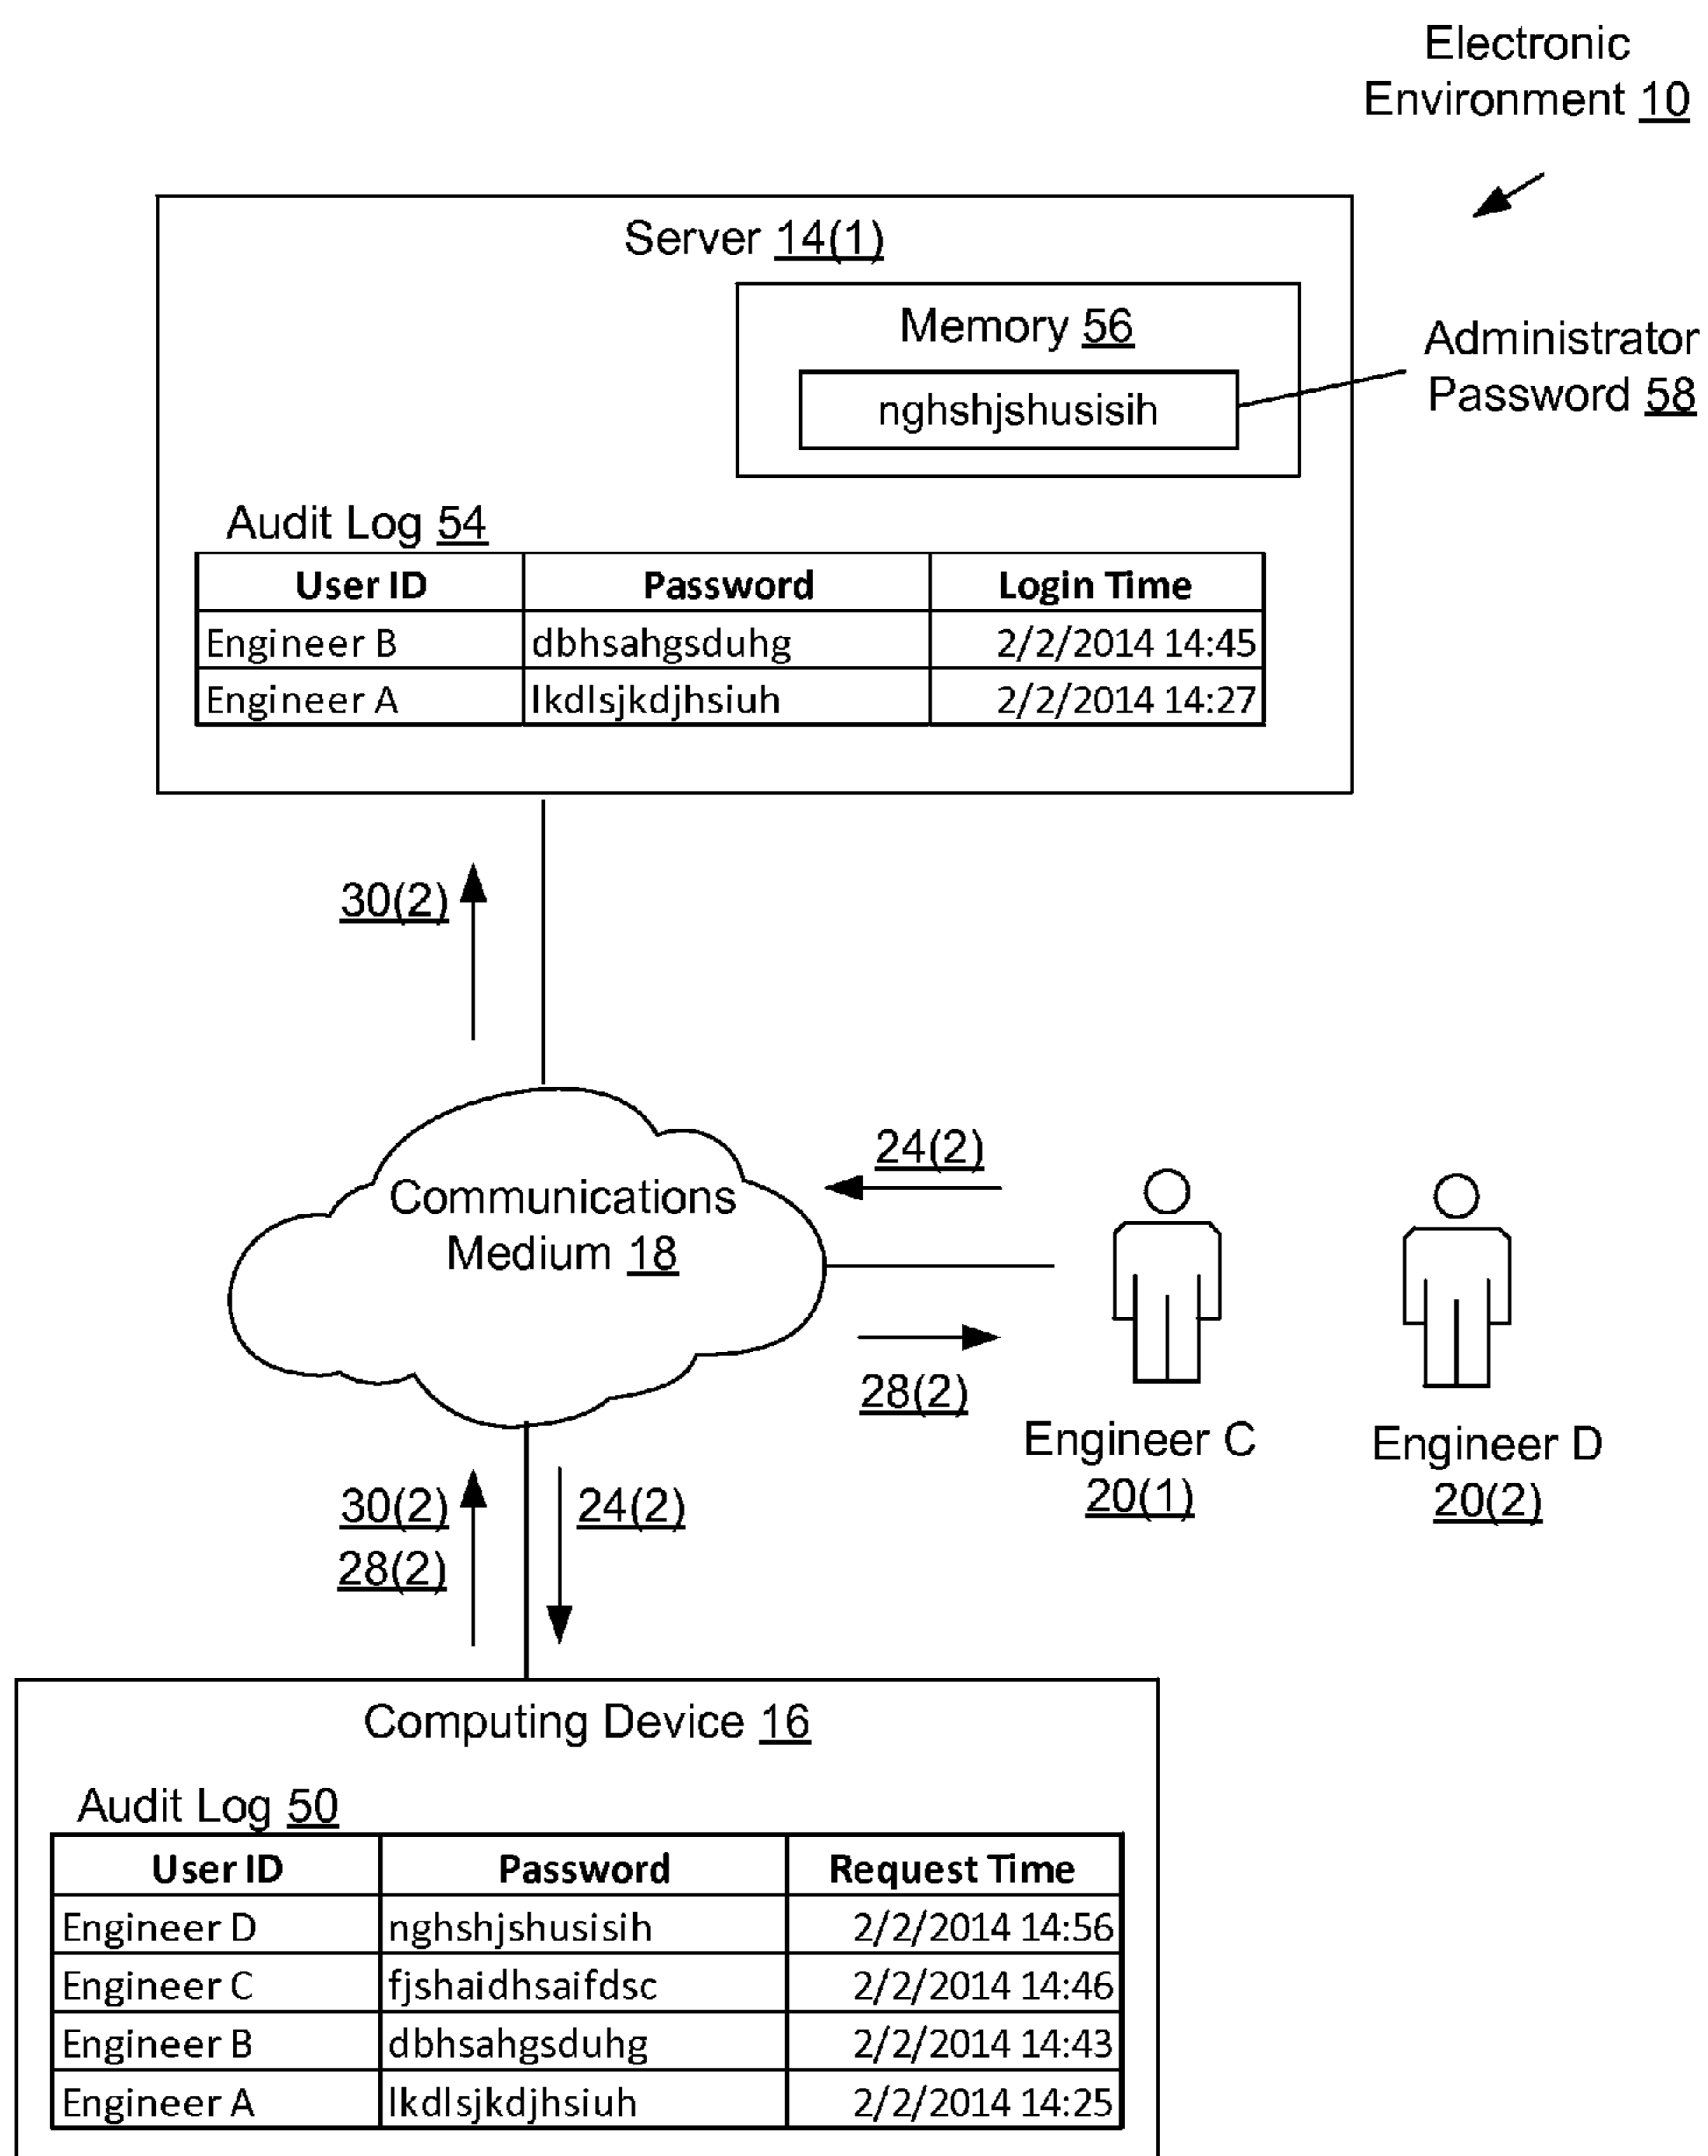 Electronic
Environment 10
Server 14(1)
Memory 56
nghshjshusisih
Administrator
Password 58
Audit Log 54
User ID Password Login Time
Engineer B dbhsahgsduhg 2/2/2014 14:45
Engineer A lkdlsjkdjhsiuh 2/2/2014 14:27
30(2)
24(2)
Communications
Medium 18
28(2)
Engineer C
20(1)
Engineer D
20(2)
30(2)
28(2)
24(2)
Computing Device 16
Audit Log 50
User ID Password Request Time
Engineer D nghshjshusisih 2/2/2014 14:56
Engineer C fjshaidhsaifdsc 2/2/2014 14:46
Engineer B dbhsahgsduhg 2/2/2014 14:43
Engineer A lkdlsjkdjhsiuh 2/2/2014 14:25